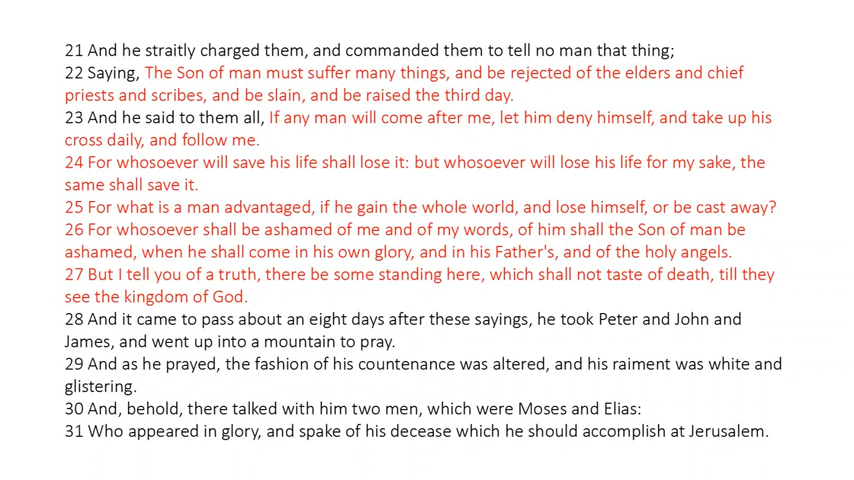 21 And he straitly charged them, and commanded them to tell no man that thing;
22 Saying, The Son of man must suffer many things, and be rejected of the elders and chief
priests and scribes, and be slain, and be raised the third day.
23 And he said to them all, If any man will come after me, let him deny himself, and take up his
cross daily, and follow me.
24 For whosoever will save his life shall lose it: but whosoever will lose his life for my sake, the
same shall save it.
25 For what is a man advantaged, if he gain the whole world, and lose himself, or be cast away?
26 For whosoever shall be ashamed of me and of my words, of him shall the Son of man be
ashamed, when he shall come in his own glory, and in his Father's, and of the holy angels.
27 But I tell you of a truth, there be some standing here, which shall not taste of death, till they
see the kingdom of God.
28 And it came to pass about an eight days after these sayings, he took Peter and John and
James, and went up into a mountain to pray.
29 And as he prayed, the fashion of his countenance was altered, and his raiment was white and
glistering.
30 And, behold, there talked with him two men, which were Moses and Elias:
31 Who appeared in glory, and spake of his decease which he should accomplish at Jerusalem.